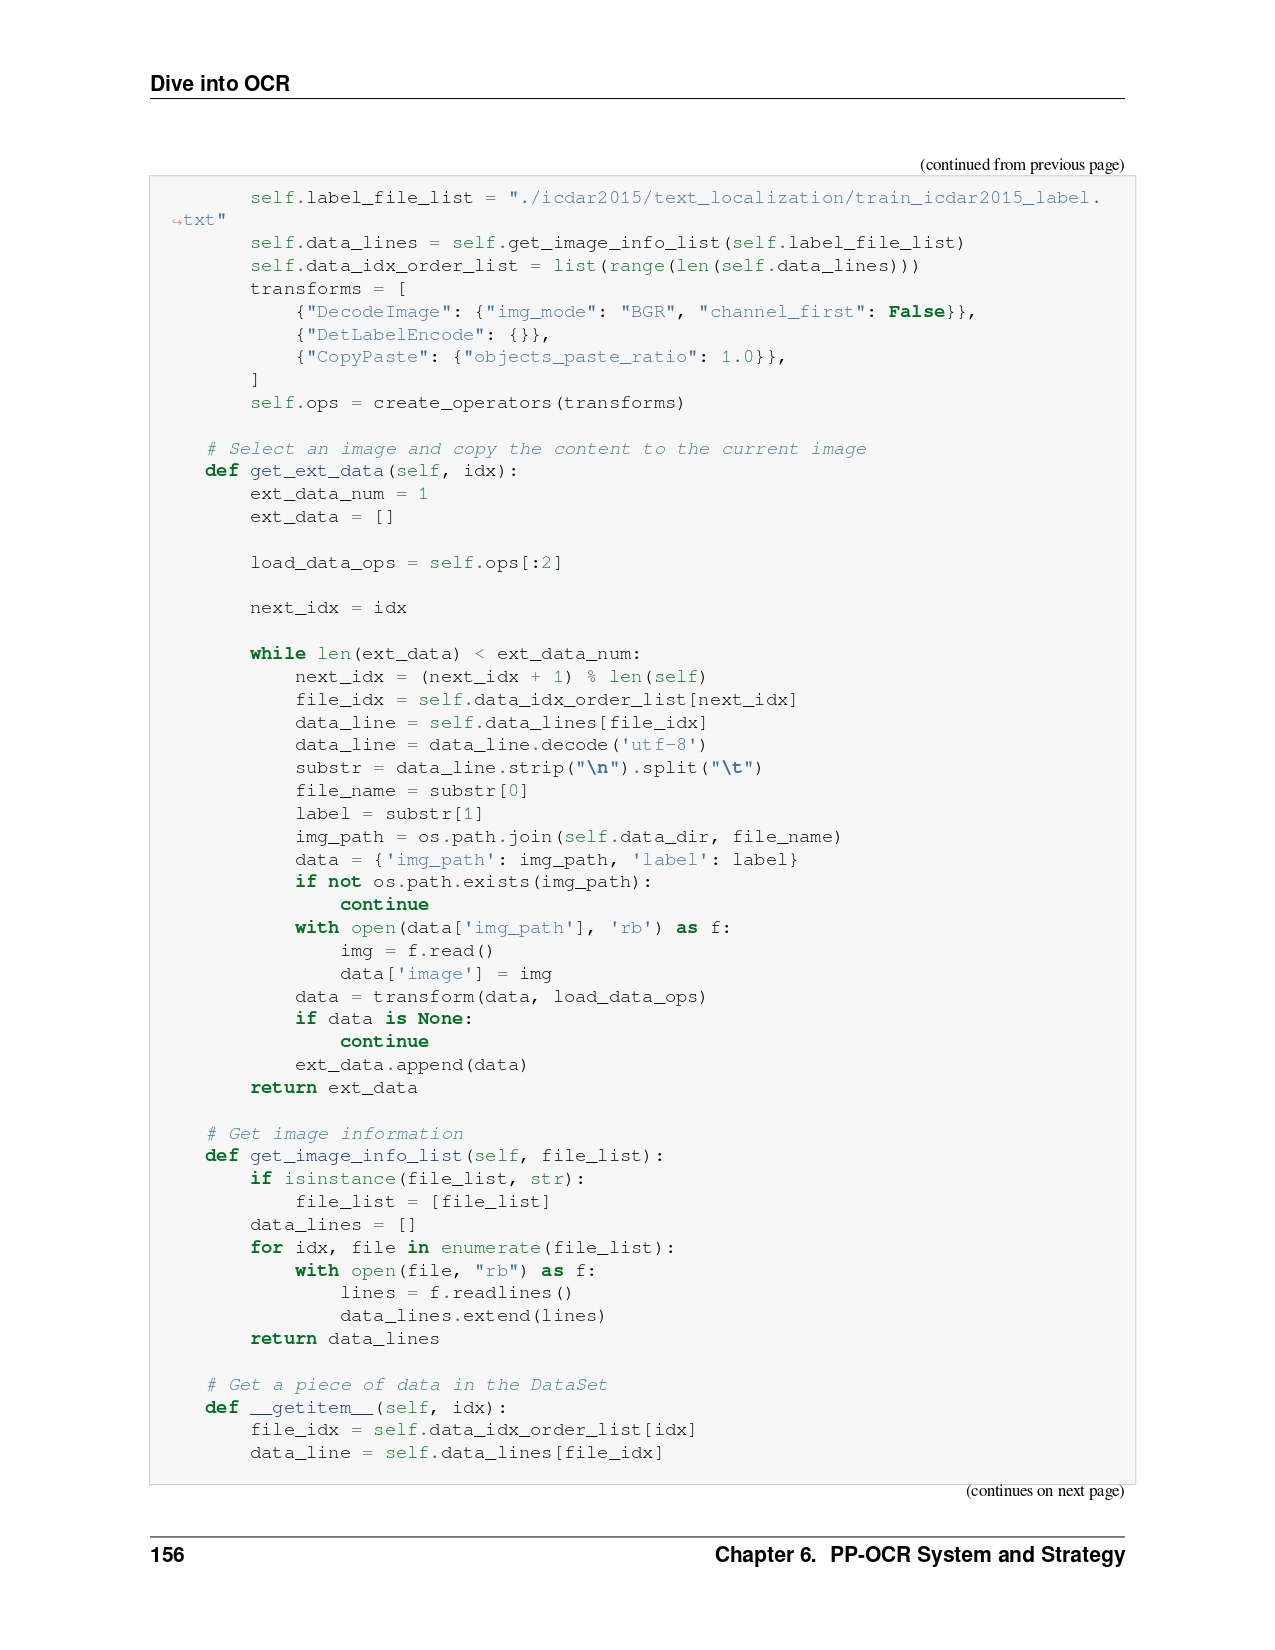 Dive into OCR
(continued from previous page)
        self.label_file_list = "./icdar2015/text_localization/train_icdar2015_label.
↪txt"
        self.data_lines = self.get_image_info_list(self.label_file_list)
        self.data_idx_order_list = list(range(len(self.data_lines)))
        transforms = [
            {"DecodeImage": {"img_mode": "BGR", "channel_first": False}},
            {"DetLabelEncode": {}},
            {"CopyPaste": {"objects_paste_ratio": 1.0}},
        ]
        self.ops = create_operators(transforms)

    # Select an image and copy the content to the current image
    def get_ext_data(self, idx):
        ext_data_num = 1
        ext_data = []

        load_data_ops = self.ops[:2]

        next_idx = idx

        while len(ext_data) < ext_data_num:
            next_idx = (next_idx + 1) % len(self)
            file_idx = self.data_idx_order_list[next_idx]
            data_line = self.data_lines[file_idx]
            data_line = data_line.decode('utf-8')
            substr = data_line.strip("\n").split("\t")
            file_name = substr[0]
            label = substr[1]
            img_path = os.path.join(self.data_dir, file_name)
            data = {'img_path': img_path, 'label': label}
            if not os.path.exists(img_path):
                continue
            with open(data['img_path'], 'rb') as f:
                img = f.read()
                data['image'] = img
            data = transform(data, load_data_ops)
            if data is None:
                continue
            ext_data.append(data)
        return ext_data

    # Get image information
    def get_image_info_list(self, file_list):
        if isinstance(file_list, str):
            file_list = [file_list]
        data_lines = []
        for idx, file in enumerate(file_list):
            with open(file, "rb") as f:
                lines = f.readlines()
                data_lines.extend(lines)
        return data_lines

    # Get a piece of data in the DataSet
    def __getitem__(self, idx):
        file_idx = self.data_idx_order_list[idx]
        data_line = self.data_lines[file_idx]
(continues on next page)
156
Chapter 6. PP-OCR System and Strategy